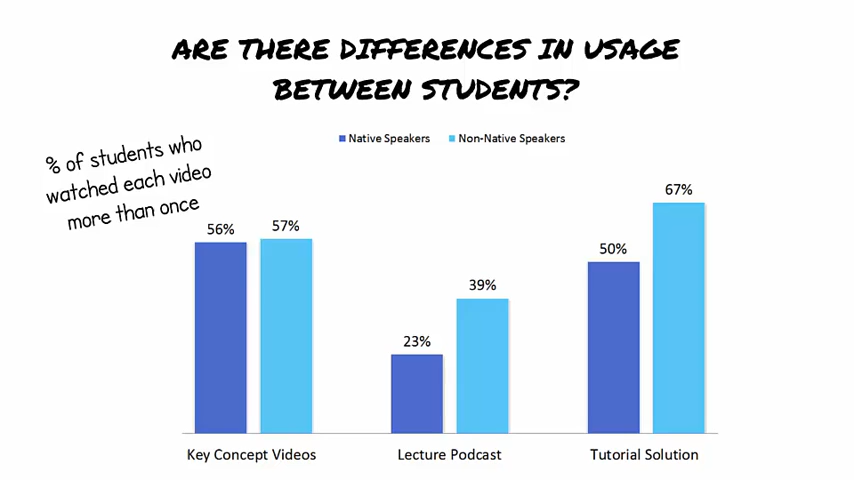 ARE THERE DIFFERENCES IN USAGE
BETWEEN STUDENTS?
% of students who
watched each video
more than once
Native Speakers Non-Native Speakers
56% 57%
23% 39%
50% 67%
Key Concept Videos Lecture Podcast Tutorial Solution